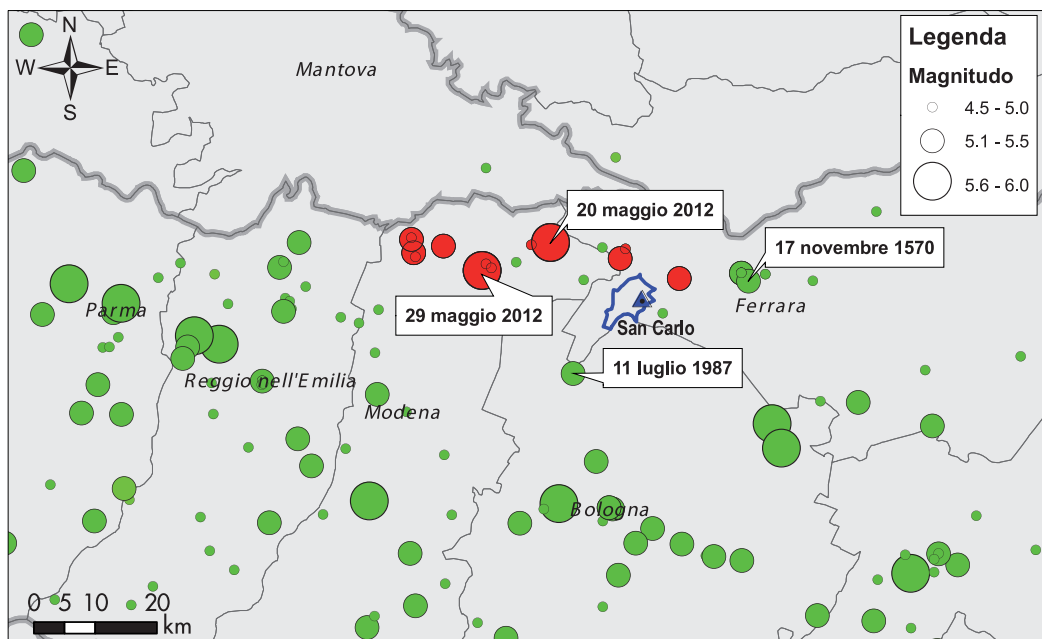 N
W E
S
Mantova
Legenda
Magnitudo
4.5 - 5.0
5.1 - 5.5
5.6 - 6.0
20 maggio 2012
17 novembre 1570
Parma
29 maggio 2012
Ferrara
San Carlo
11 luglio 1987
Reggio nell'Emilia
Modena
Bologna
0 5 10 20
km